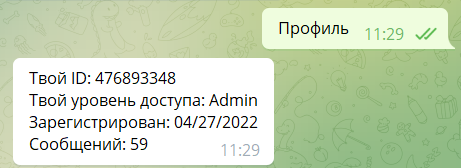 Профиль
11:29
Твой ID: 476893348
Твой уровень доступа: Admin
Зарегистрирован: 04/27/2022
Сообщений: 59
11:29